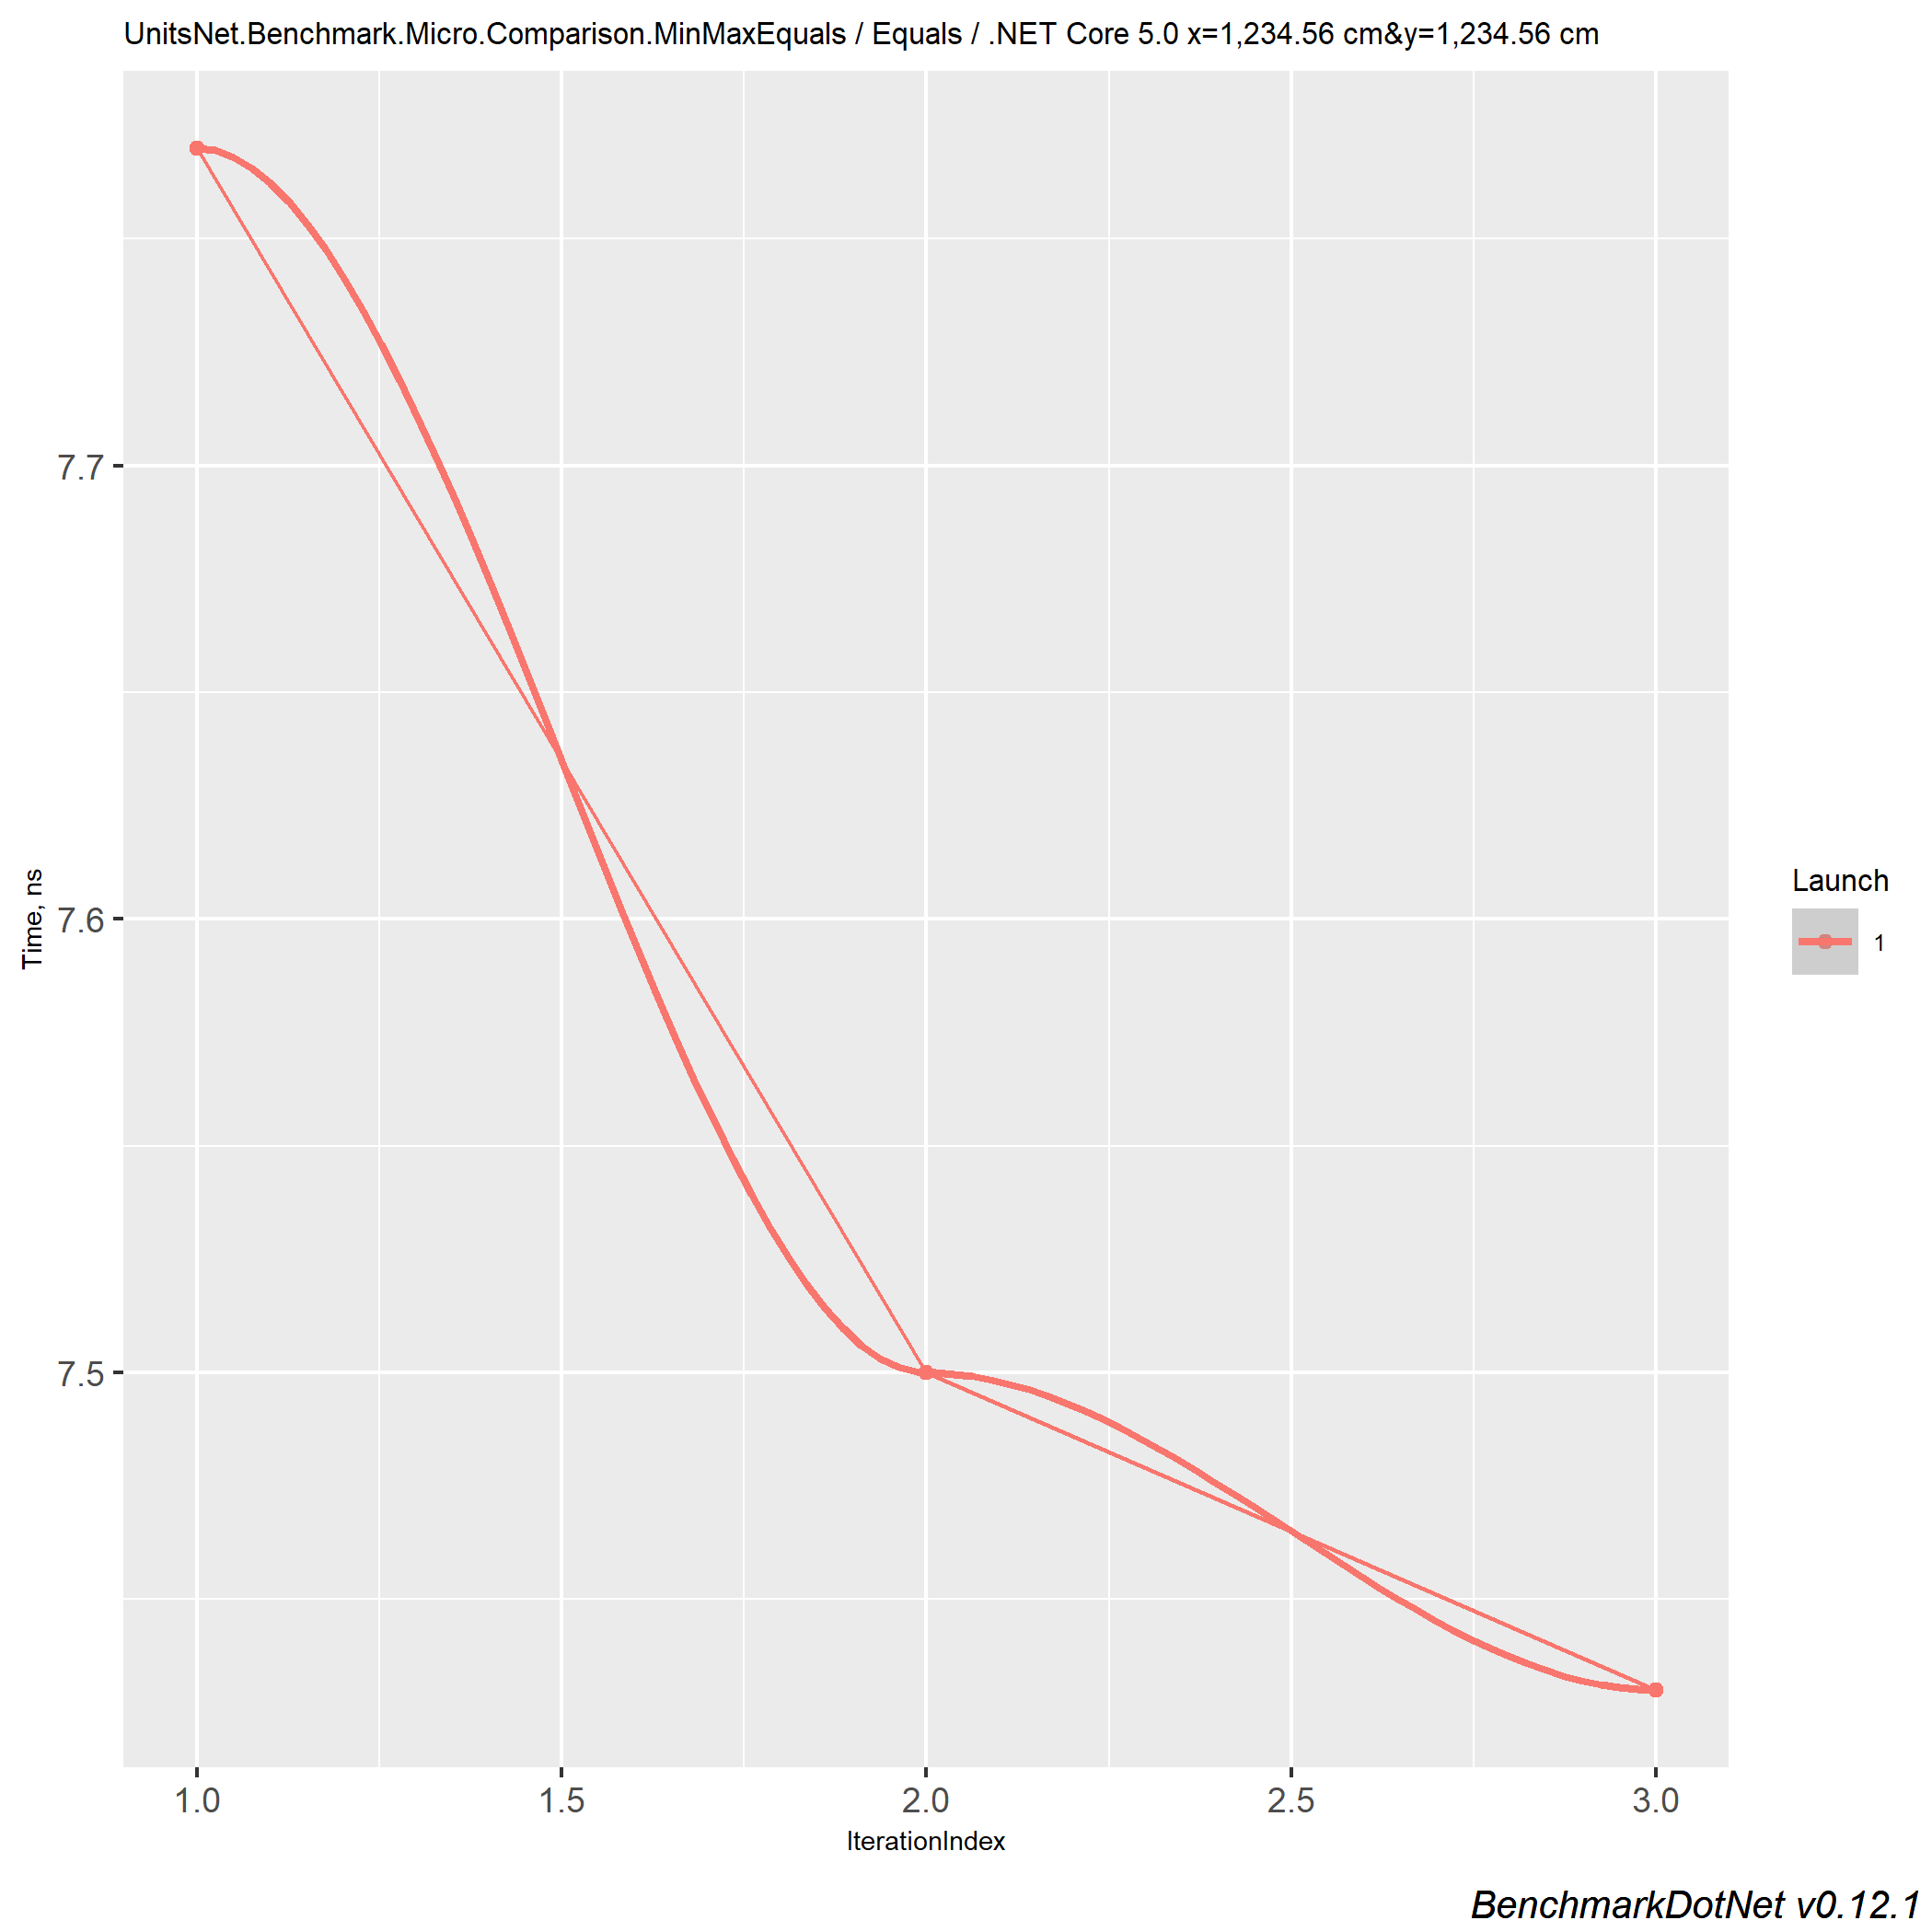 UnitsNet.Benchmark.Micro.Comparison.MinMaxEquals / Equals / .NET Core 5.0 x=1,234.56 cm&y=1,234.56 cm
7.7
7.6
7.5
Time, ns
1.0 1.5 2.0 2.5 3.0
IterationIndex
Launch
1
BenchmarkDotNet v0.12.1